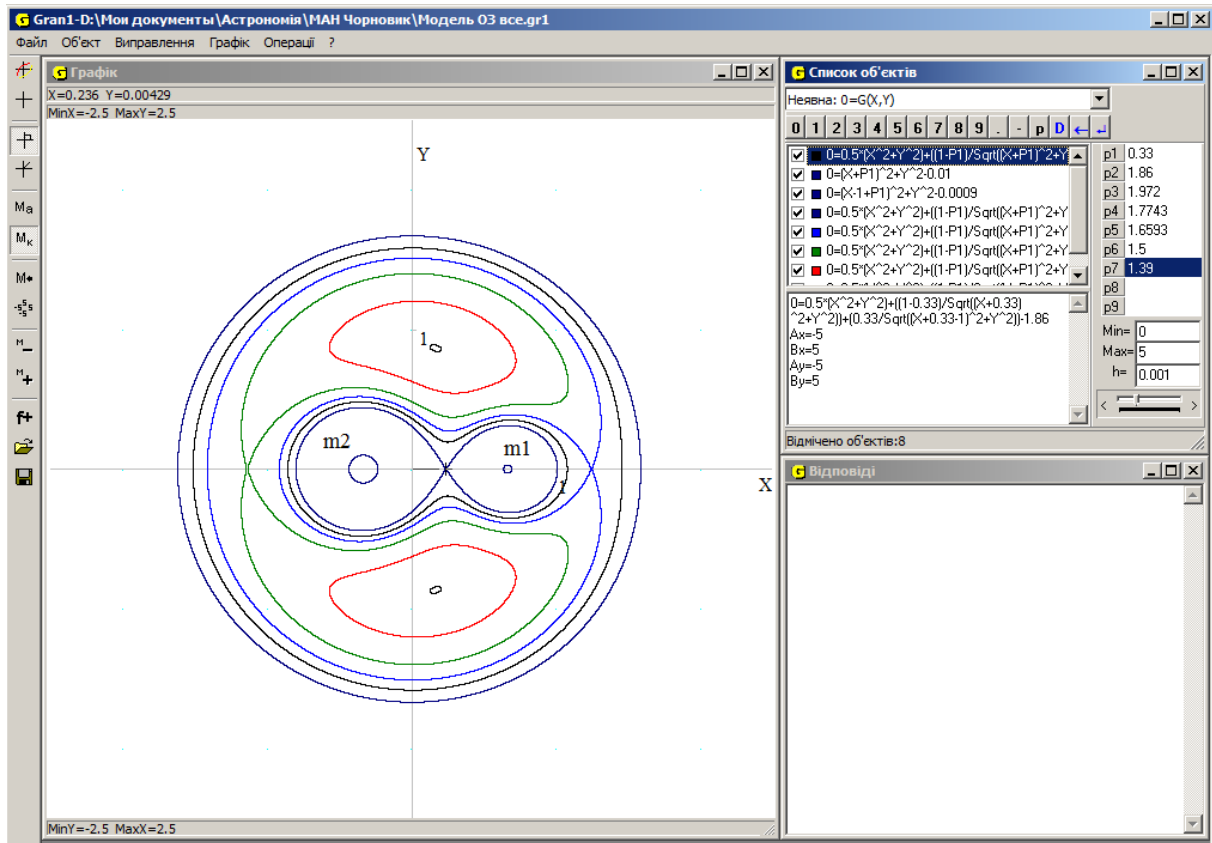 Gran1-D:\Мои документы\Астрономія\МАН Чорновик\Модель ОЗ все.gr1
Файл Об'єкт Виправлення Графік Операції ?
Графік
X=0.236 Y=0.00429
MinX=-2.5 MaxY=2.5
Y
1
m2
m1
X
1
MinY=-2.5 MaxX=2.5
Ma
Mк
M
-s s s s
M
M
f+
Список об'єктів
Неявна: 0=G(X,Y)
0 1 2 3 4 5 6 7 8 9 . - p D ← ↵
0=0.5*(X^2+Y^2)+((1-P1)/Sqrt((X+P1)^2+Y
0=(X+P1)^2+Y^2-0.01
0=(X-1+P1)^2+Y^2-0.0009
0=0.5*(X^2+Y^2)+((1-P1)/Sqrt((X+P1)^2+Y
0=0.5*(X^2+Y^2)+((1-P1)/Sqrt((X+P1)^2+Y
0=0.5*(X^2+Y^2)+((1-P1)/Sqrt((X+P1)^2+Y
0=0.5*(X^2+Y^2)+((1-P1)/Sqrt((X+P1)^2+Y
p1 0.33
p2 1.86
p3 1.972
p4 1.7743
p5 1.6593
p6 1.5
p7 1.39
p8
p9
0=0.5*(X^2+Y^2)+((1-0.33)/Sqrt((X+0.33)
^2+Y^2))+(0.33/Sqrt((X+0.33-1)^2+Y^2))-1.86
Ax=-5
Bx=5
Ay=-5
By=5
Min= 0
Max= 5
h= 0.001
< >
Відмічено об'єктів:8
Відповіді